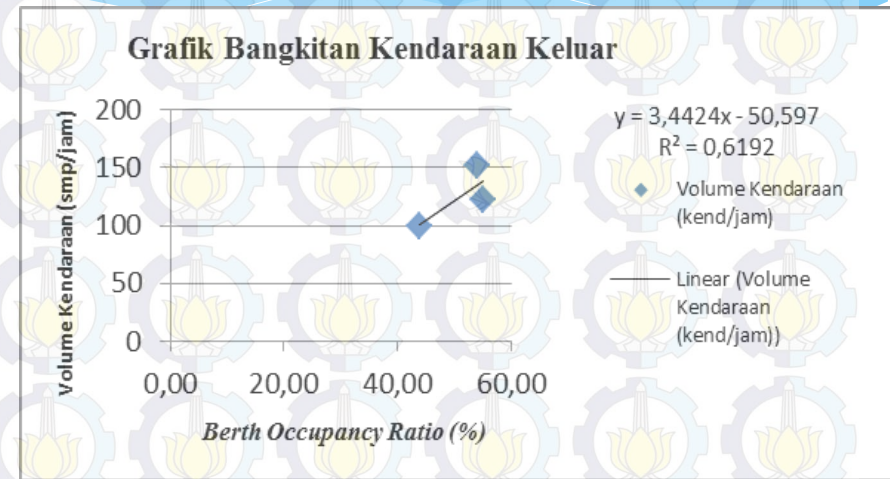 Grafik Bangkitan Kendaraan Keluar
Volume Kendaraan (smp/jam)
200
150
100
50
0
0,00 20,00 40,00 60,00
Berth Occupancy Ratio (%)
y = 3,4424x - 50,597
R² = 0,6192
Volume Kendaraan
(kend/jam)
Linear (Volume
Kendaraan
(kend/jam))